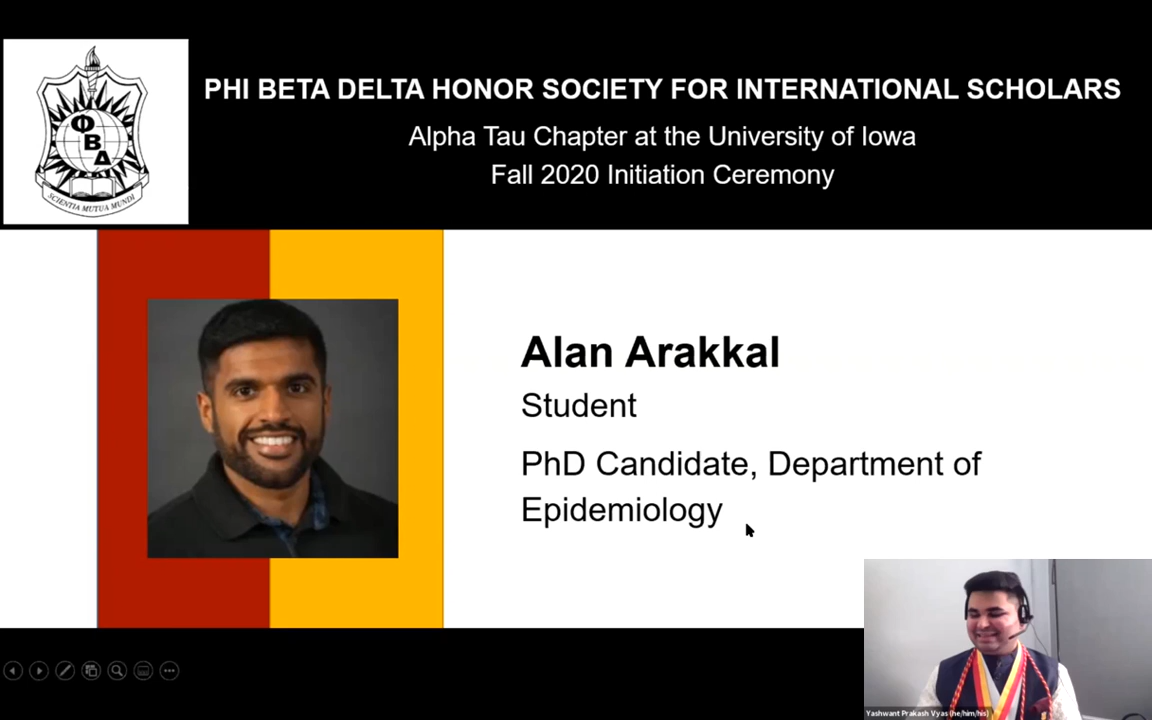 PHI BETA DELTA HONOR SOCIETY FOR INTERNATIONAL SCHOLARS
Alpha Tau Chapter at the University of Iowa
Fall 2020 Initiation Ceremony
Φ
Β
Δ
SCIENTIA MUTUA MUNDI
Alan Arakkal
Student
PhD Candidate, Department of
Epidemiology
Yashwant Prakash Vyas (he/him/his)